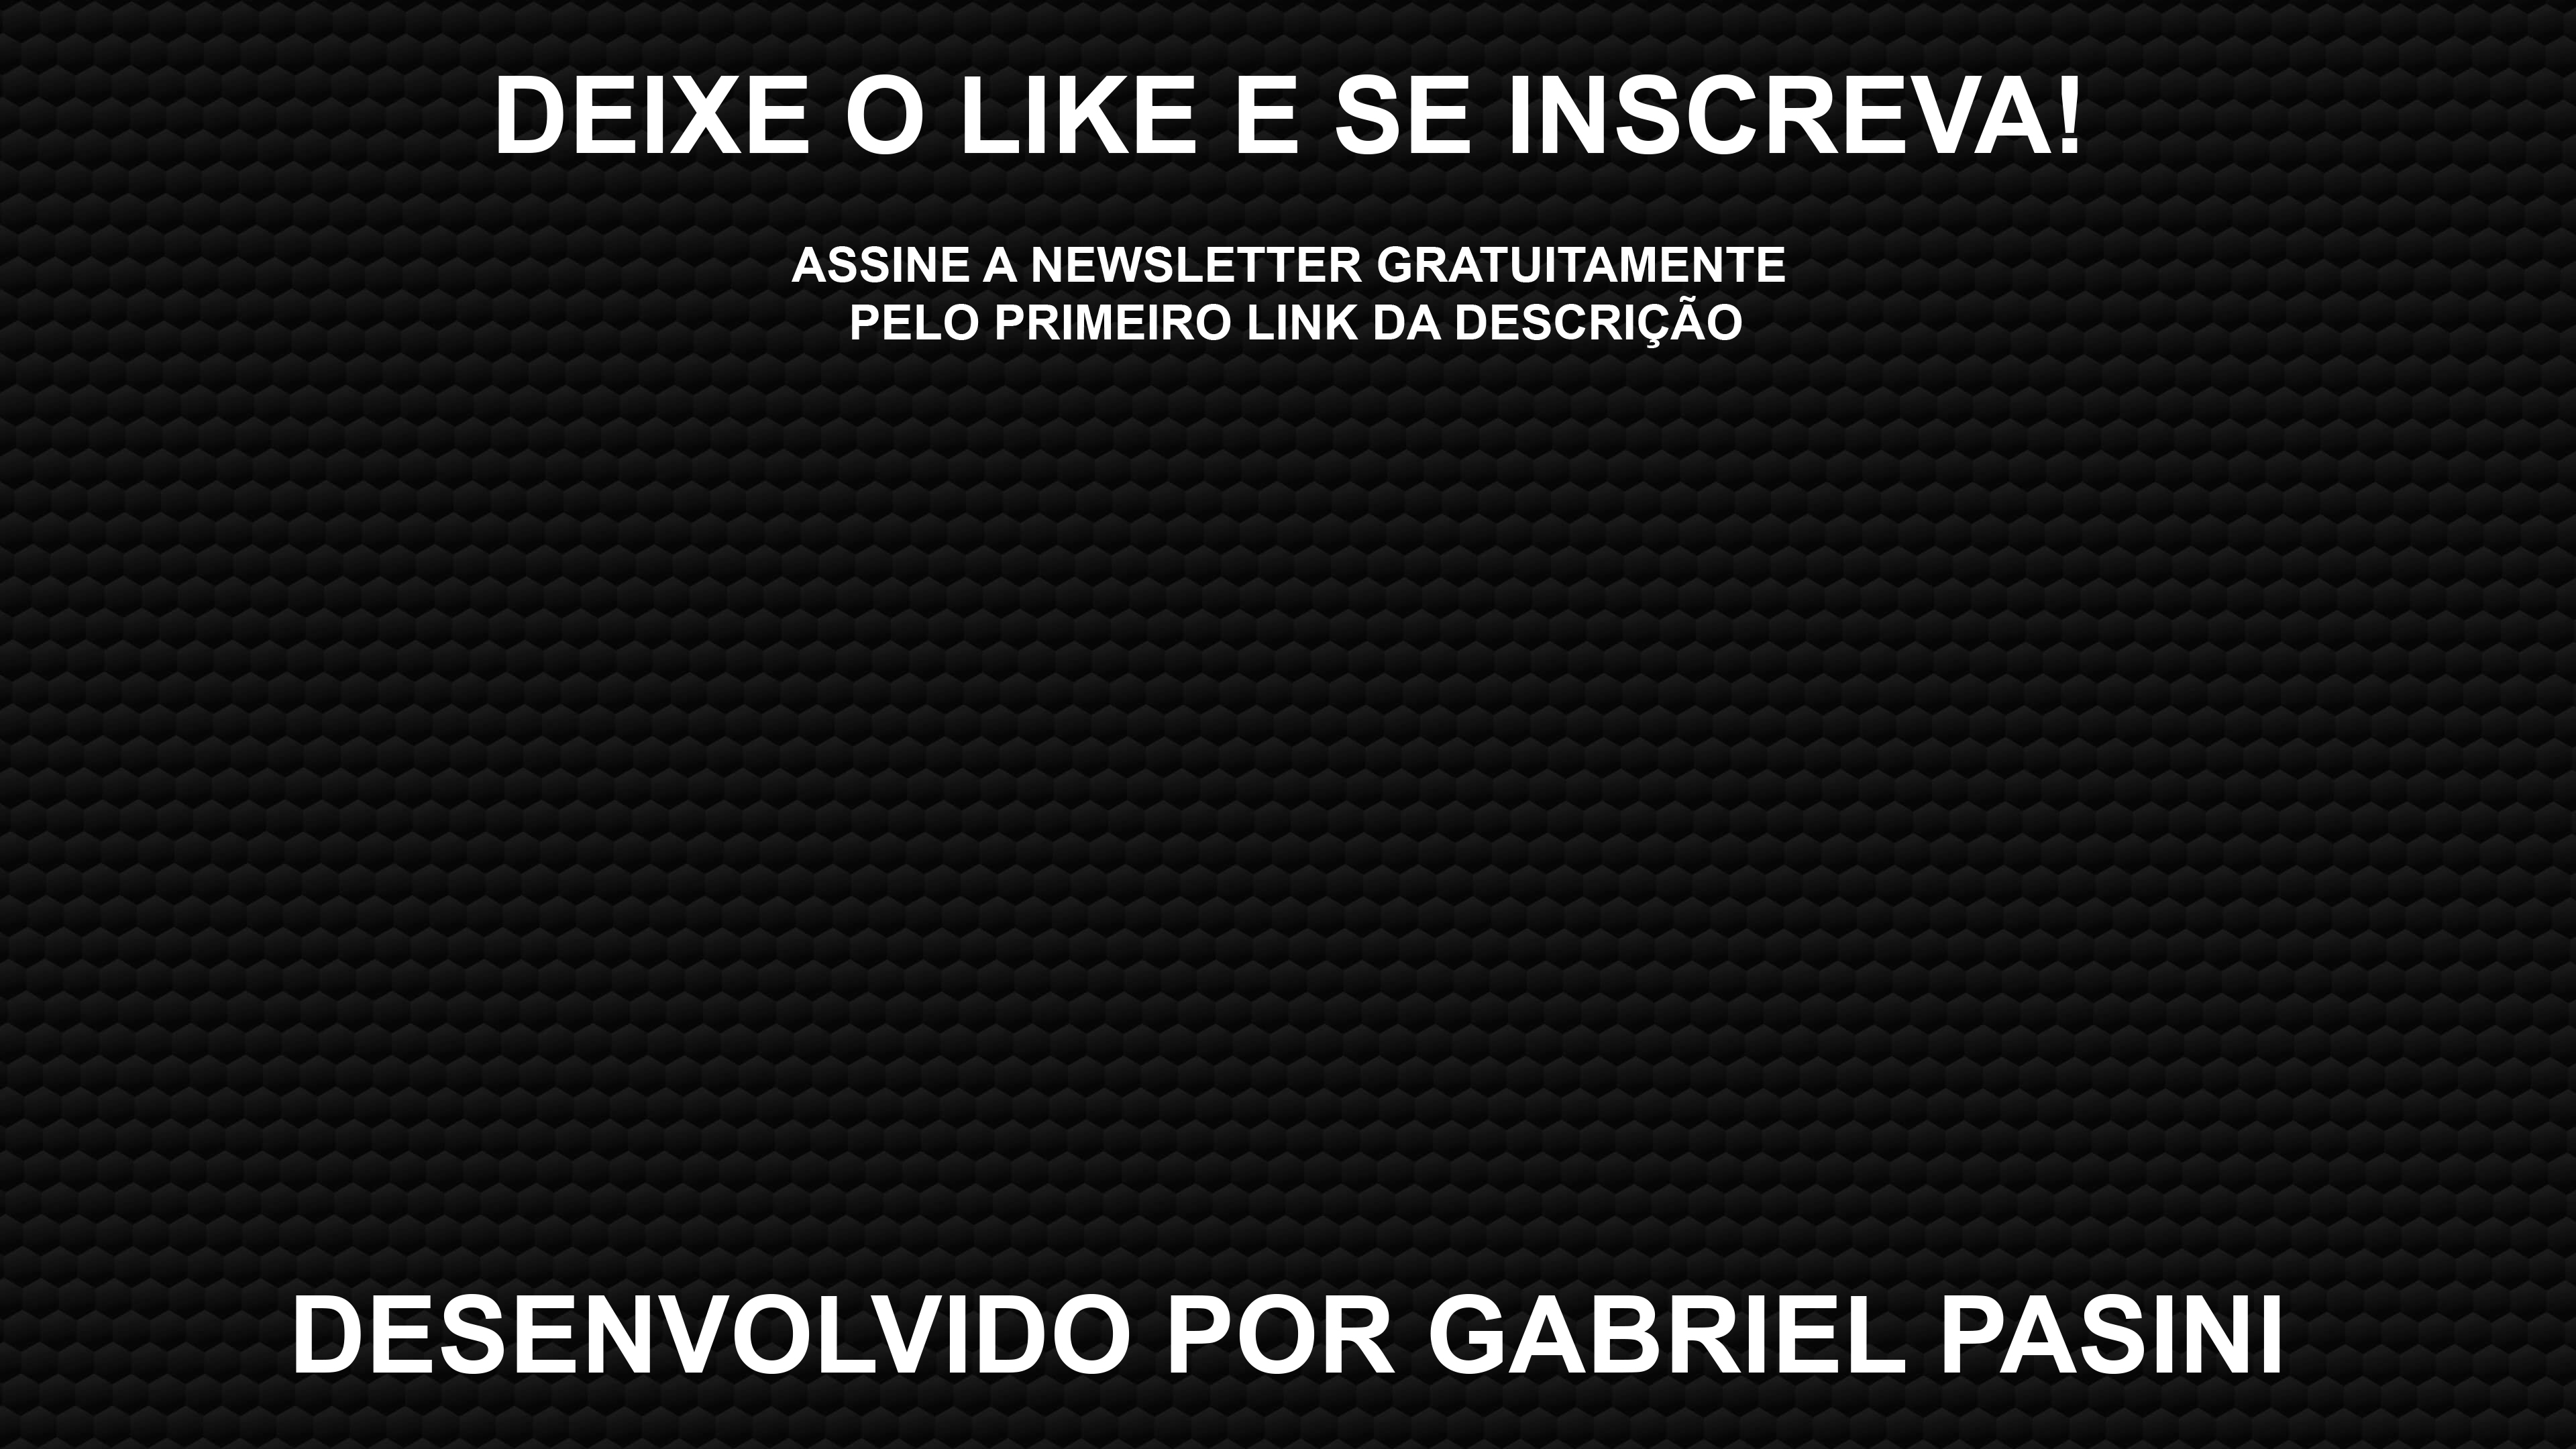 DEIXE O LIKE E SE INSCREVA!
ASSINE A NEWSLETTER GRATUITAMENTE
PELO PRIMEIRO LINK DA DESCRIÇÃO
DESENVOLVIDO POR GABRIEL PASINI